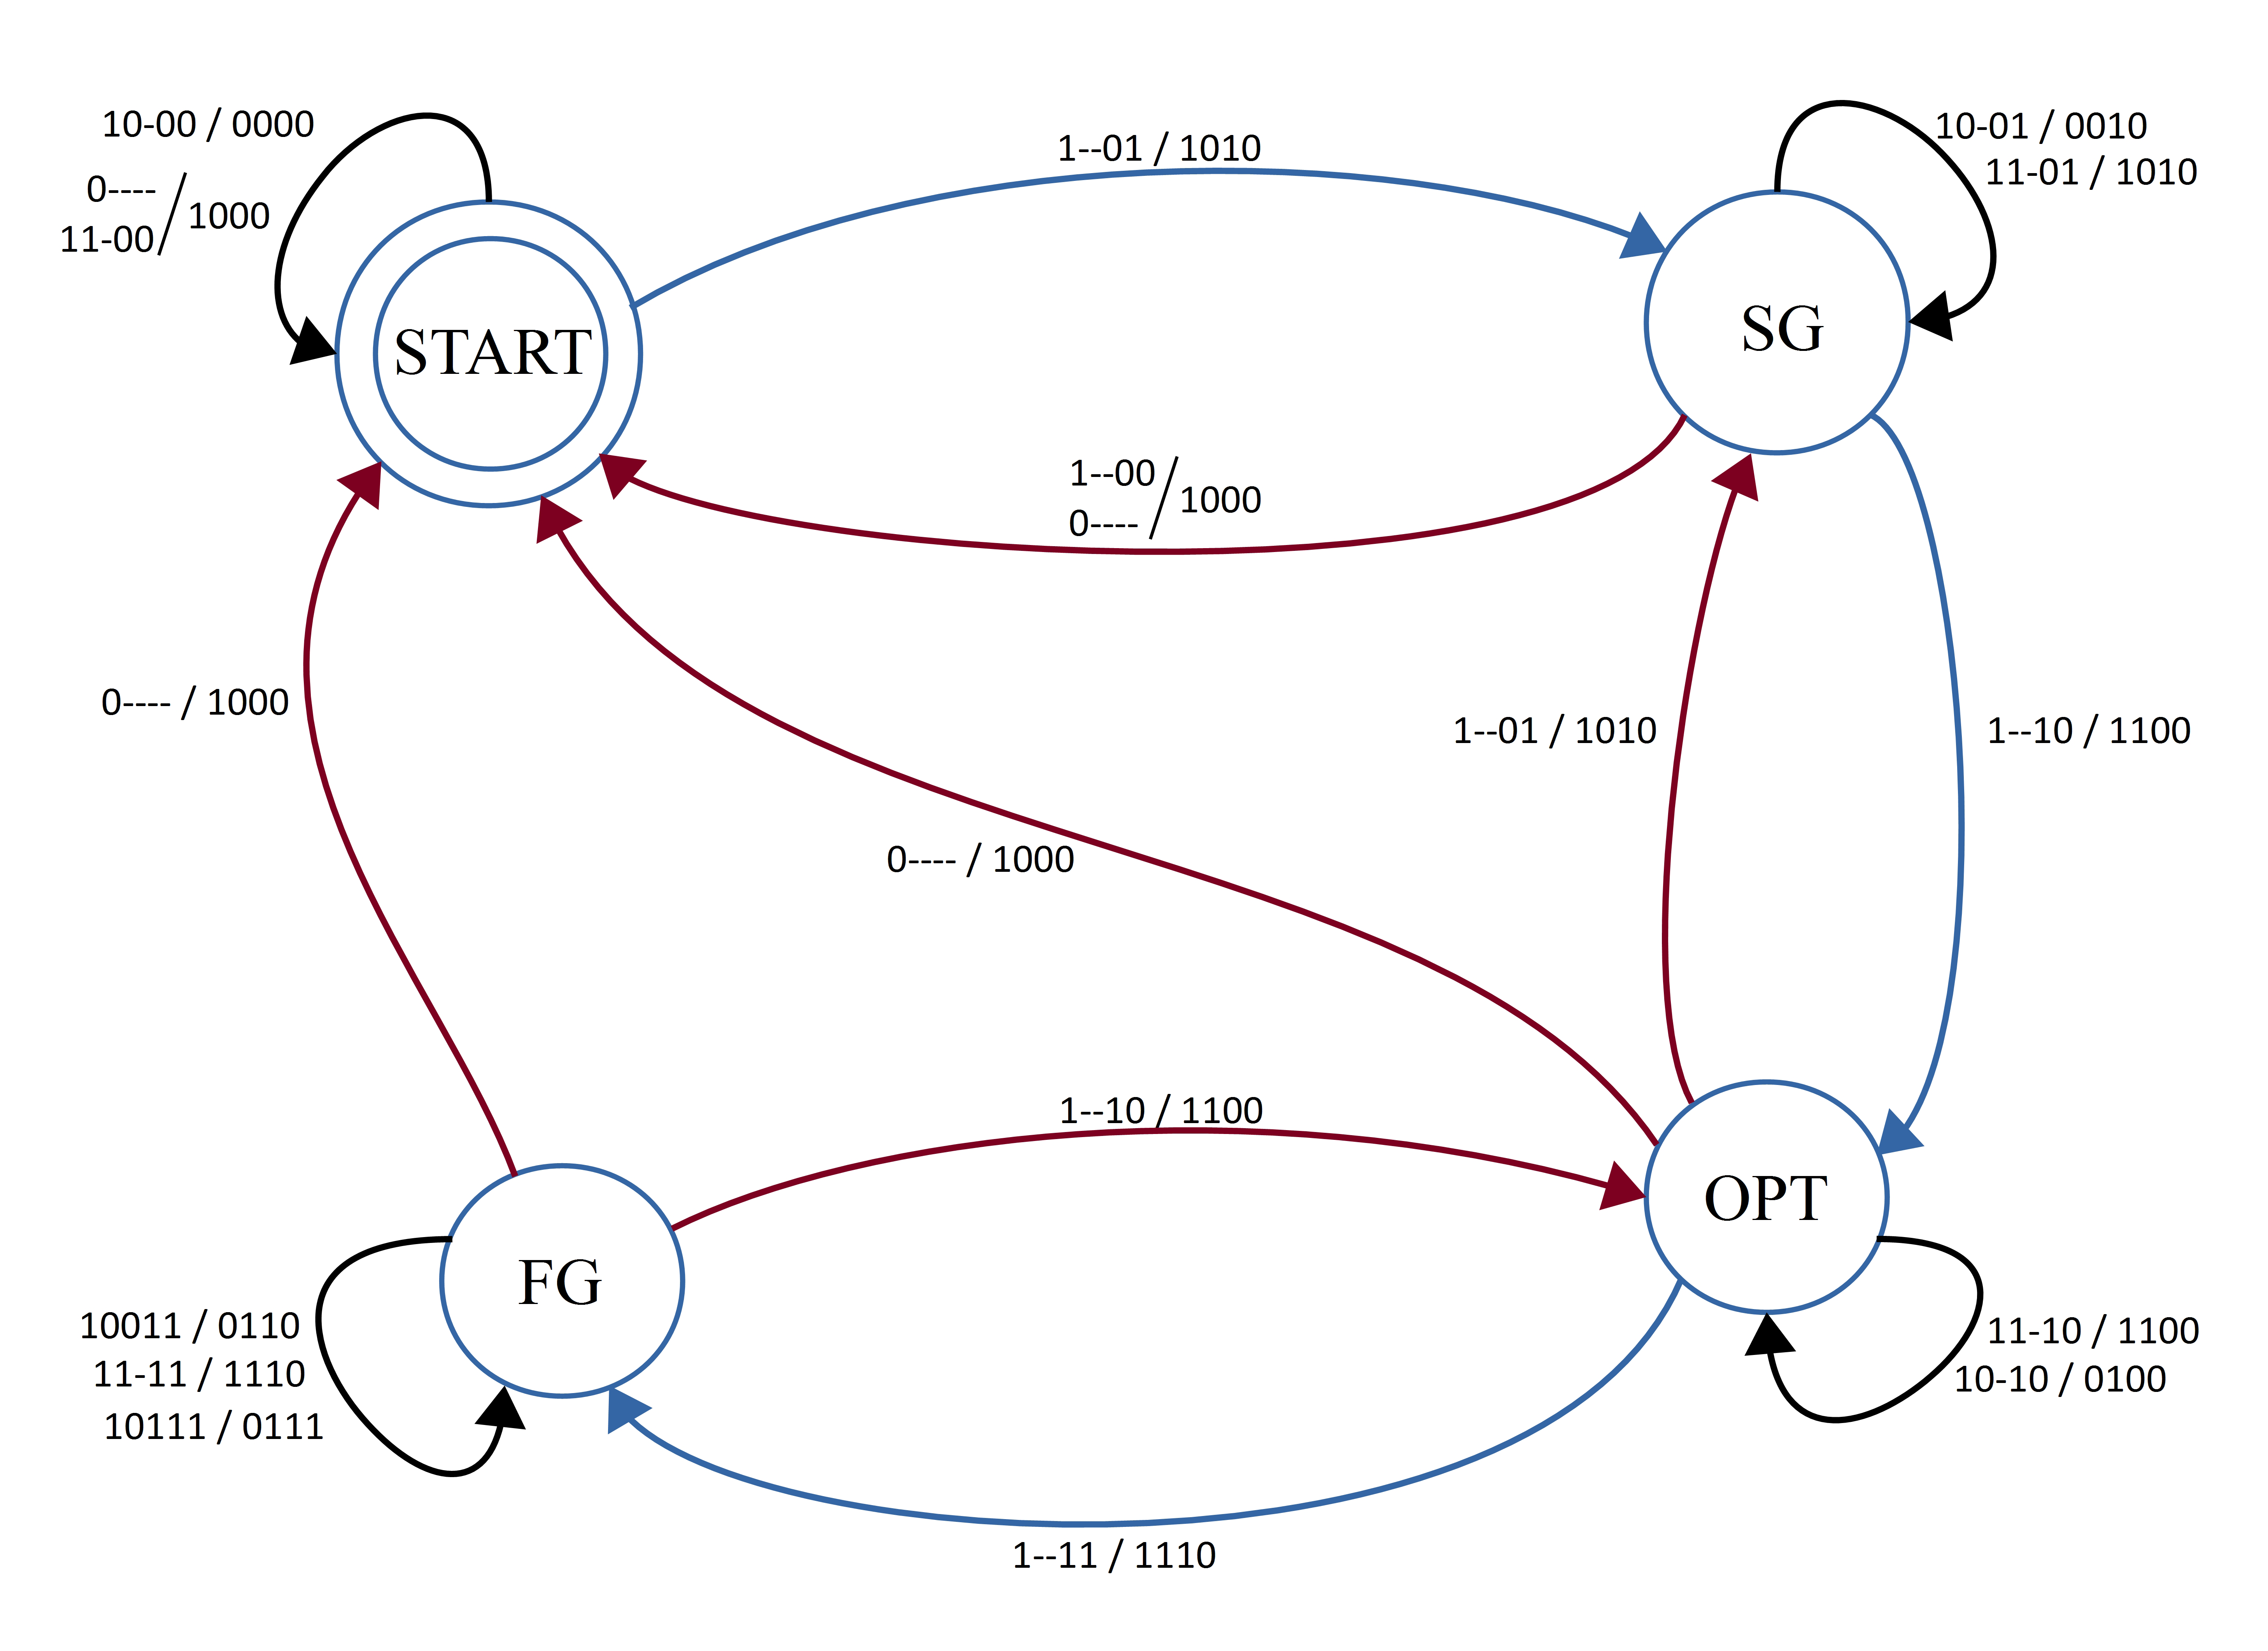 10-00 / 0000
0----
11-00 / 1000
START
1--01 / 1010
10-01 / 0010
11-01 / 1010
SG
1--00
0---- / 1000
0---- / 1000
0---- / 1000
1--01 / 1010
1--10 / 1100
1--10 / 1100
OPT
FG
10011 / 0110
11-11 / 1110
10111 / 0111
11-10 / 1100
10-10 / 0100
1--11 / 1110